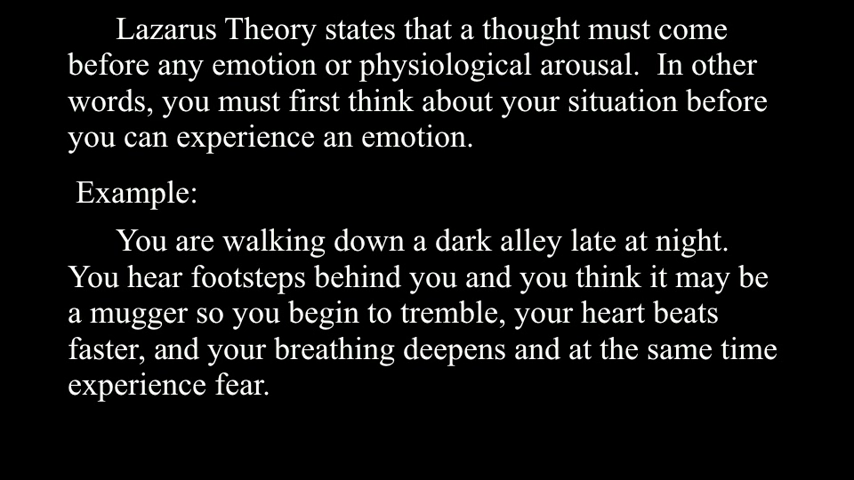 Lazarus Theory states that a thought must come
before any emotion or physiological arousal.  In other
words, you must first think about your situation before
you can experience an emotion.
Example:
You are walking down a dark alley late at night.
You hear footsteps behind you and you think it may be
a mugger so you begin to tremble, your heart beats
faster, and your breathing deepens and at the same time
experience fear.